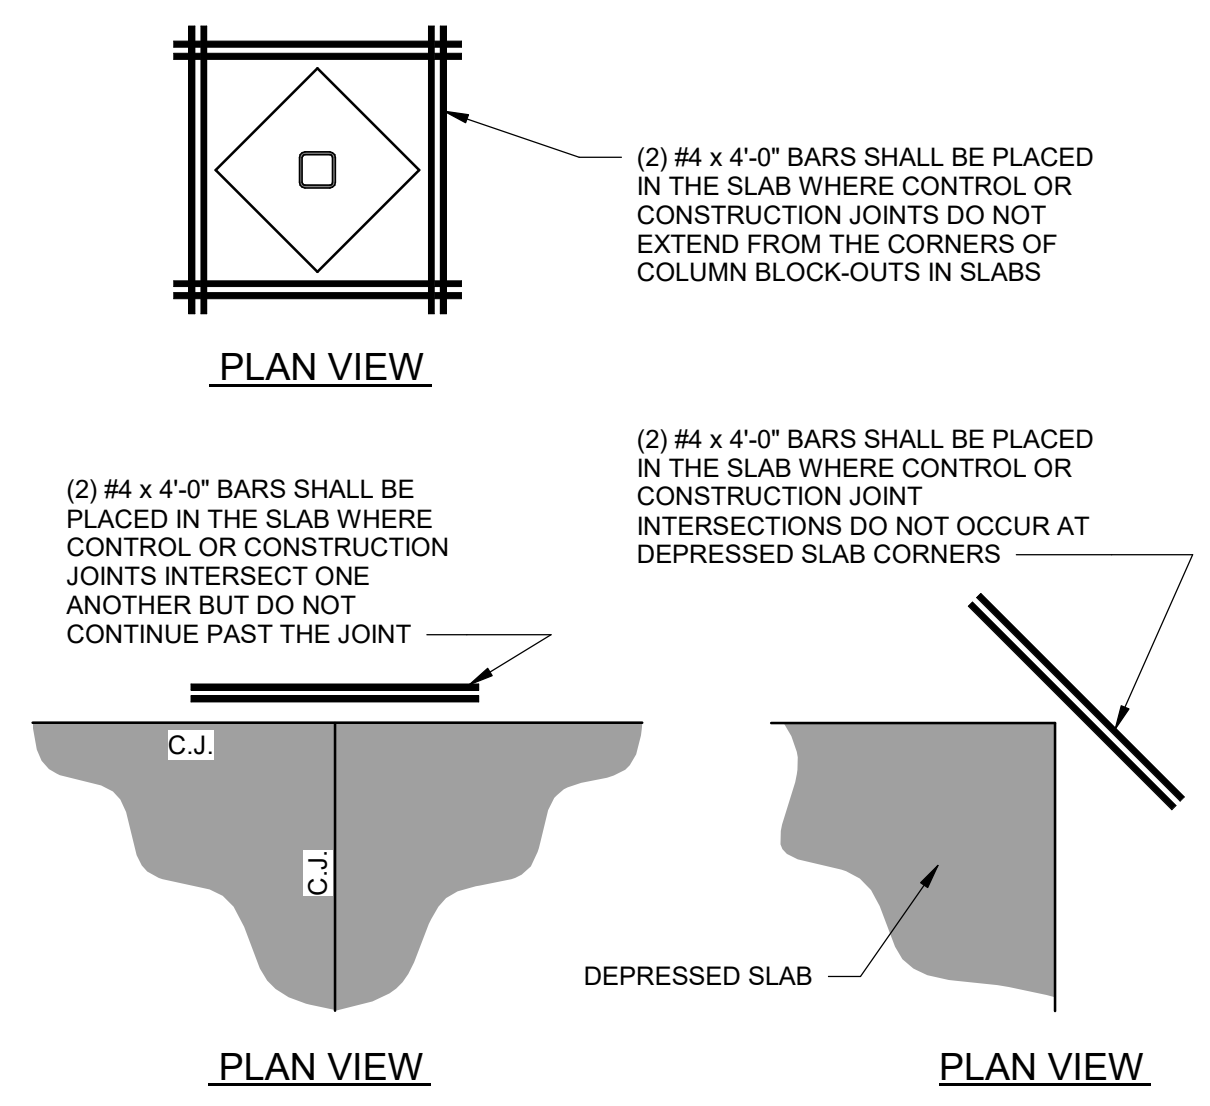 (2) #4 x 4'-0" BARS SHALL BE PLACED
IN THE SLAB WHERE CONTROL OR
CONSTRUCTION JOINTS DO NOT
EXTEND FROM THE CORNERS OF
COLUMN BLOCK-OUTS IN SLABS
PLAN VIEW
(2) #4 x 4'-0" BARS SHALL BE
PLACED IN THE SLAB WHERE
CONTROL OR CONSTRUCTION
JOINTS INTERSECT ONE
ANOTHER BUT DO NOT
CONTINUE PAST THE JOINT
C.J.
C.J.
PLAN VIEW
(2) #4 x 4'-0" BARS SHALL BE PLACED
IN THE SLAB WHERE CONTROL OR
CONSTRUCTION JOINT
INTERSECTIONS DO NOT OCCUR AT
DEPRESSED SLAB CORNERS
DEPRESSED SLAB
PLAN VIEW